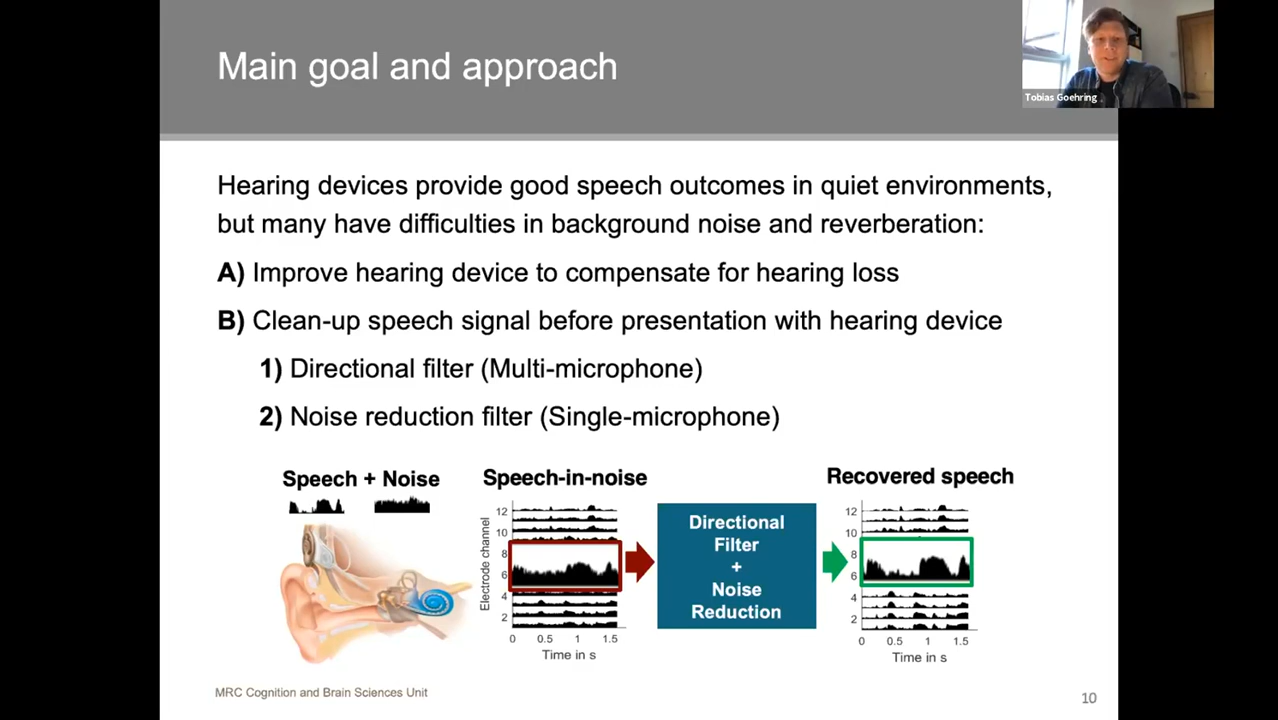 Main goal and approach
Tobias Goehring
Hearing devices provide good speech outcomes in quiet environments,
but many have difficulties in background noise and reverberation:
A) Improve hearing device to compensate for hearing loss
B) Clean-up speech signal before presentation with hearing device
1) Directional filter (Multi-microphone)
2) Noise reduction filter (Single-microphone)
Speech + Noise
Speech-in-noise
Electrode channel
12
10
8
6
4
2
0 0.5 1 1.5
Time in s
Directional
Filter
+
Noise
Reduction
Recovered speech
12
10
8
6
4
2
0 0.5 1 1.5
Time in s
MRC Cognition and Brain Sciences Unit
10